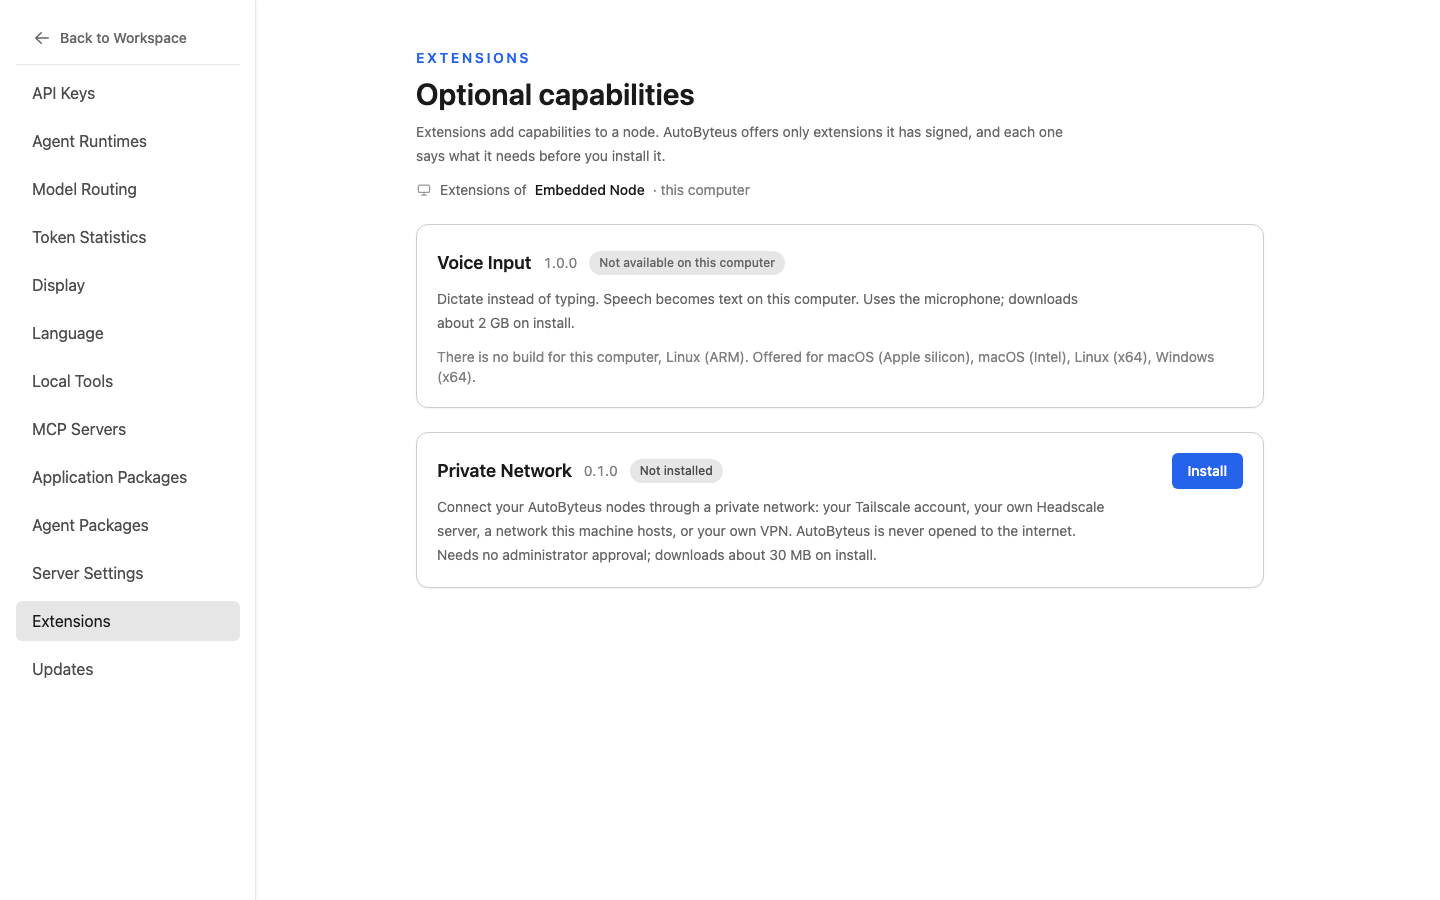 Back to Workspace
API Keys
Agent Runtimes
Model Routing
Token Statistics
Display
Language
Local Tools
MCP Servers
Application Packages
Agent Packages
Server Settings
Extensions
Updates
EXTENSIONS
Optional capabilities
Extensions add capabilities to a node. AutoByteus offers only extensions it has signed, and each one
says what it needs before you install it.
Extensions of Embedded Node · this computer
Voice Input 1.0.0 Not available on this computer
Dictate instead of typing. Speech becomes text on this computer. Uses the microphone; downloads
about 2 GB on install.
There is no build for this computer, Linux (ARM). Offered for macOS (Apple silicon), macOS (Intel), Linux (x64), Windows
(x64).
Private Network 0.1.0 Not installed Install
Connect your AutoByteus nodes through a private network: your Tailscale account, your own Headscale
server, a network this machine hosts, or your own VPN. AutoByteus is never opened to the internet.
Needs no administrator approval; downloads about 30 MB on install.